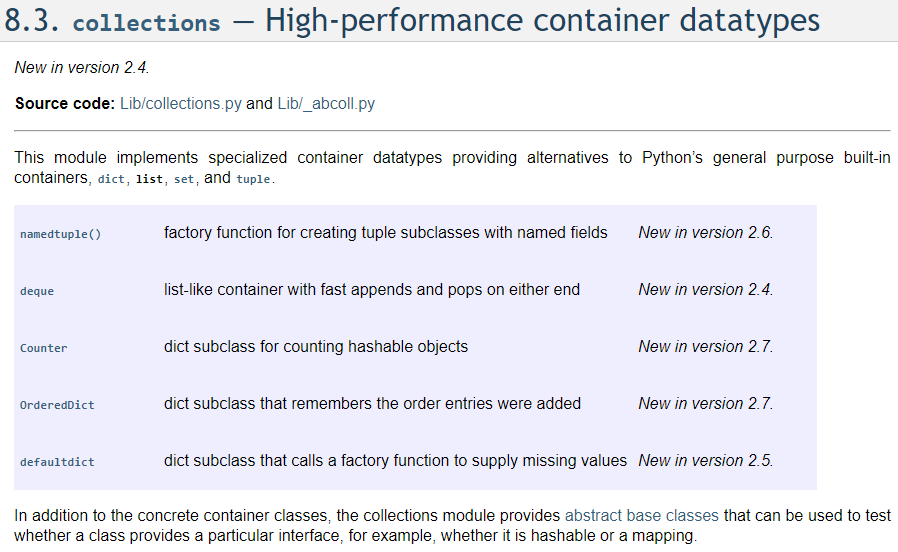 8.3. collections — High-performance container datatypes
New in version 2.4.
Source code: Lib/collections.py and Lib/_abcoll.py
This module implements specialized container datatypes providing alternatives to Python’s general purpose built-in
containers, dict, list, set, and tuple.
namedtuple() factory function for creating tuple subclasses with named fields New in version 2.6.
deque list-like container with fast appends and pops on either end New in version 2.4.
Counter dict subclass for counting hashable objects New in version 2.7.
OrderedDict dict subclass that remembers the order entries were added New in version 2.7.
defaultdict dict subclass that calls a factory function to supply missing values New in version 2.5.
In addition to the concrete container classes, the collections module provides abstract base classes that can be used to test
whether a class provides a particular interface, for example, whether it is hashable or a mapping.